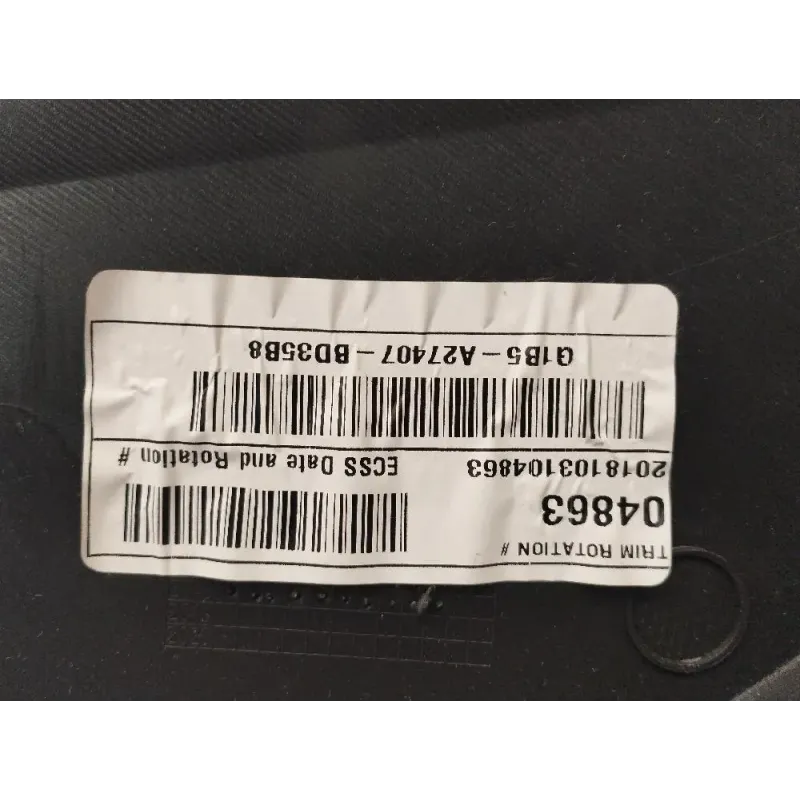 TRIM ROTATION #
04863
2018103104863
ECSS Date and Rotation #
G1B5-A27407-BD35B8